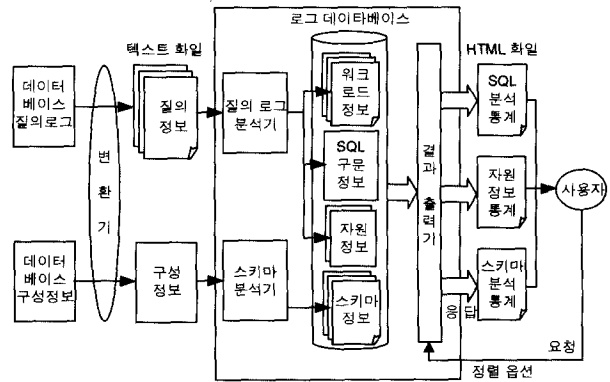 로그 데이타베이스
텍스트 화일
HTML 화일
데이터
베이스
질의로그
변
환
기
질의
정보
질의 로그
분석기
워크
로드
정보
SQL
구문
정보
자원
정보
결
과
출
력
기
SQL
분석
통계
자원
정보
통계
사용자
데이터
베이스
구성정보
구성
정보
스키마
분석기
스키마
정보
스키마
분석
통계
응 답
요청
정렬 옵션